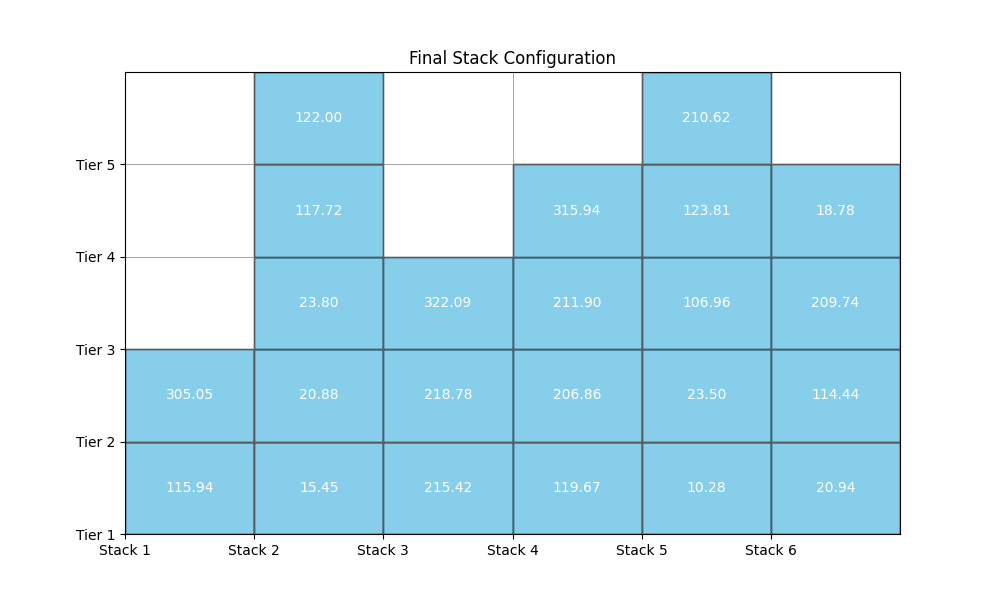 Final Stack Configuration
122.00 210.62
Tier 5
117.72 315.94 123.81 18.78
Tier 4
23.80 322.09 211.90 106.96 209.74
Tier 3
305.05 20.88 218.78 206.86 23.50 114.44
Tier 2
115.94 15.45 215.42 119.67 10.28 20.94
Tier 1
Stack 1 Stack 2 Stack 3 Stack 4 Stack 5 Stack 6